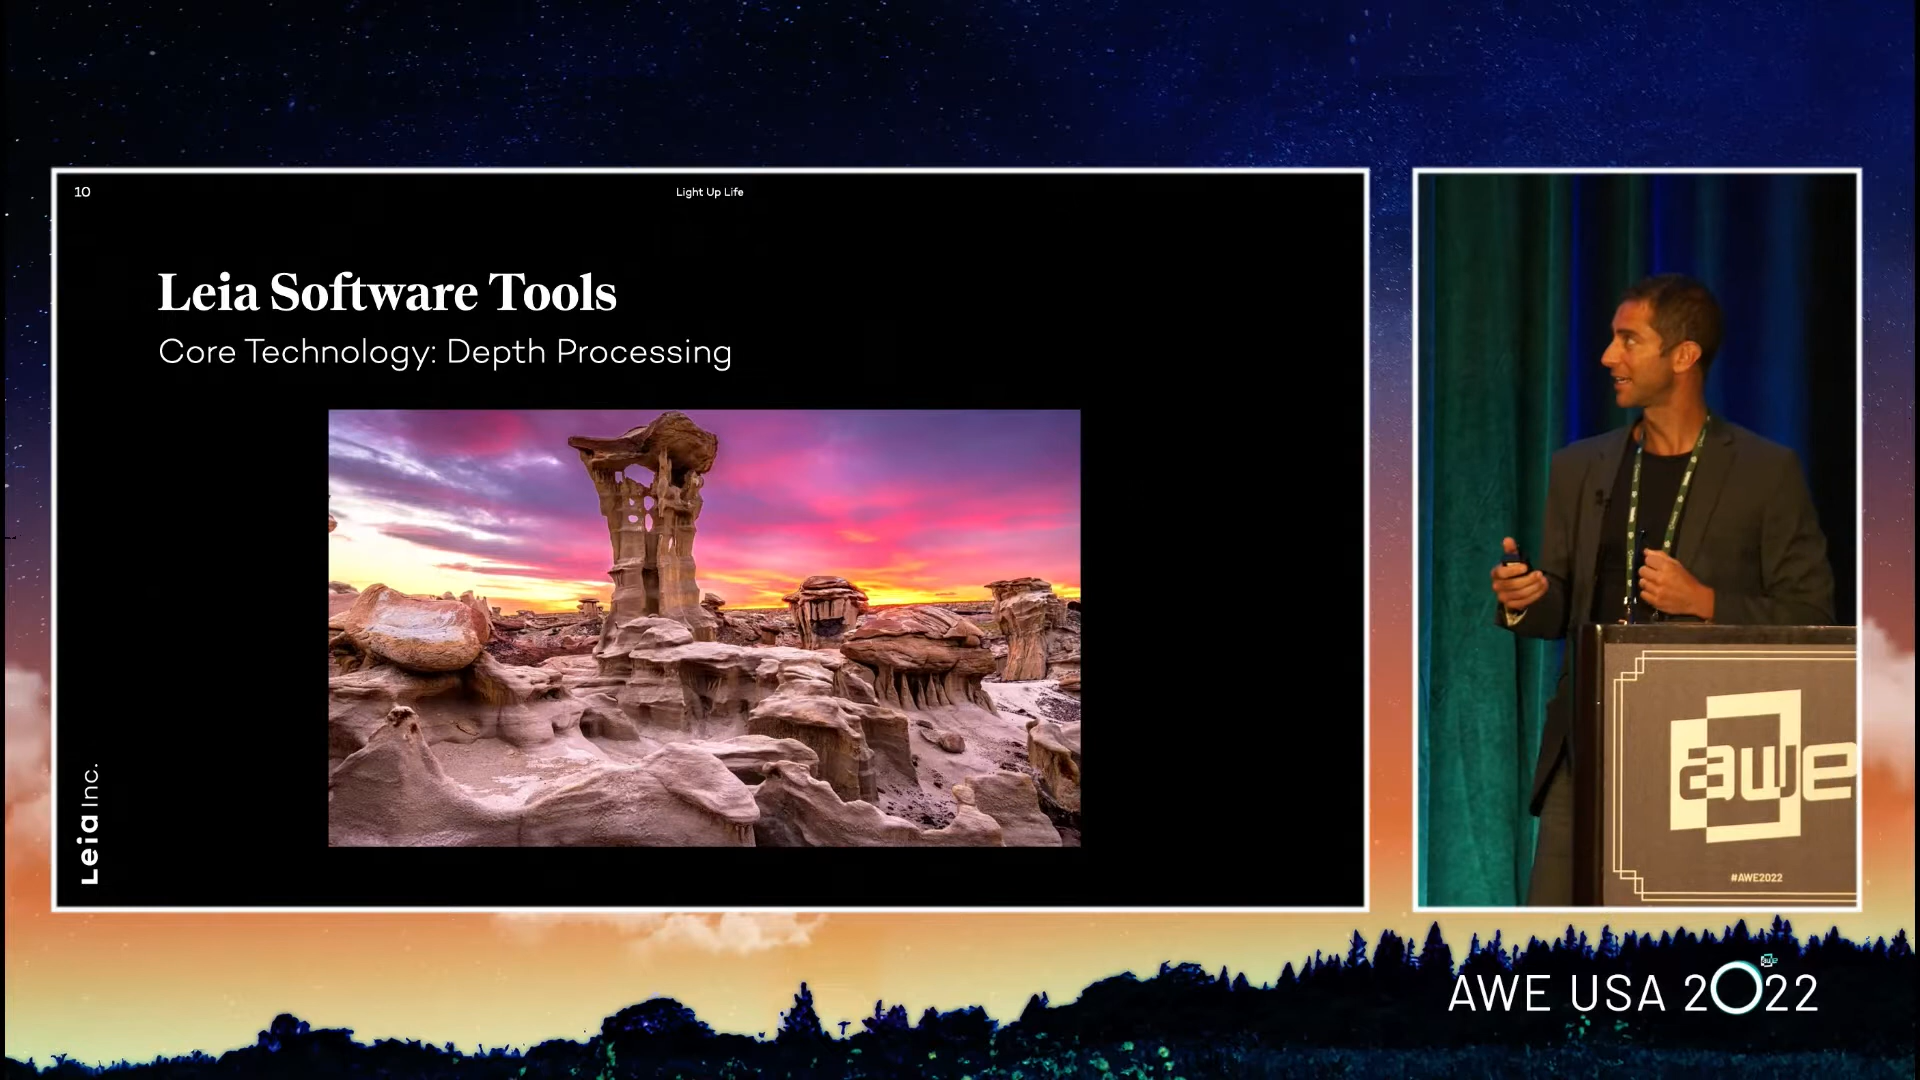 10
Light Up Life
Leia Software Tools
Core Technology: Depth Processing
Leia Inc.
awe
#AWE2022
AWE USA 2022